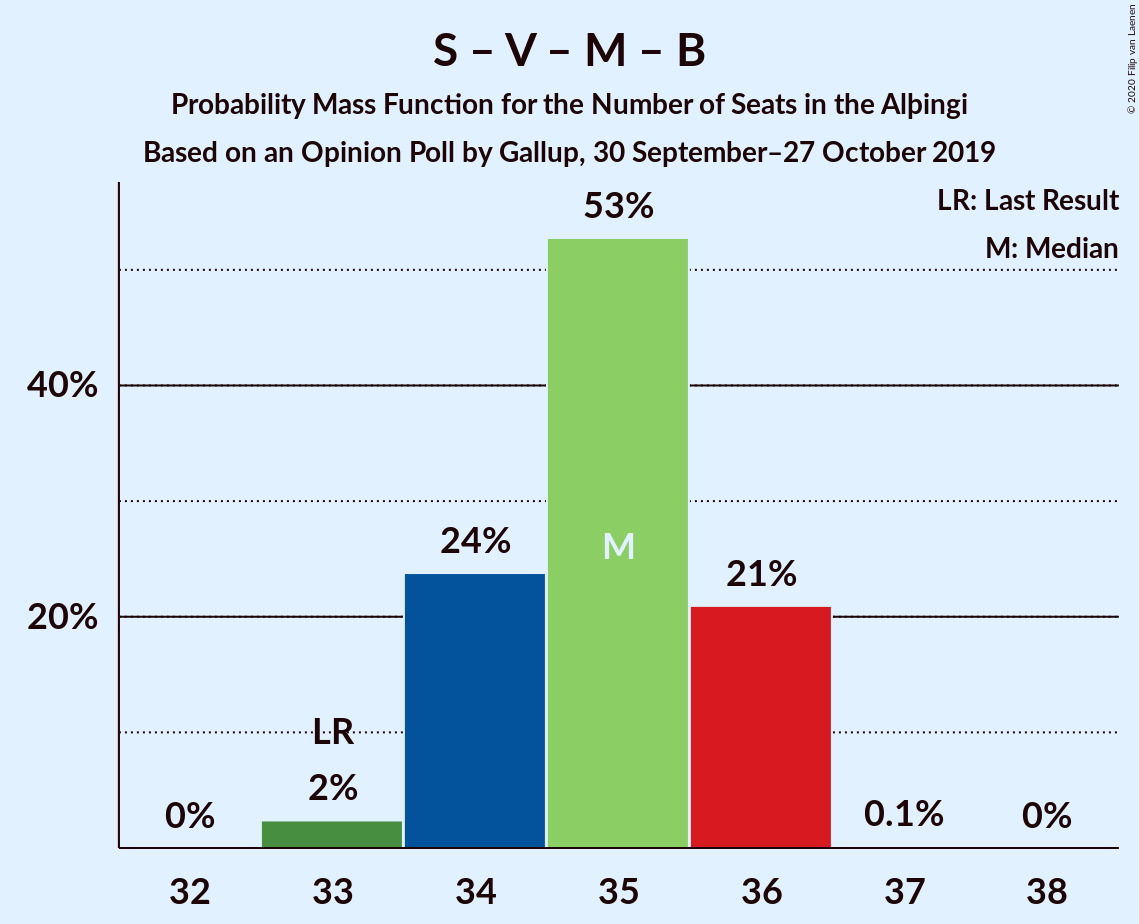 S – V – M – B
Probability Mass Function for the Number of Seats in the Alþingi
Based on an Opinion Poll by Gallup, 30 September–27 October 2019
© 2020 Filip van Laenen
LR: Last Result
M: Median
53%
40%
24%
M
21%
20%
LR
0%
2%
0.1%
0%
32 33 34 35 36 37 38